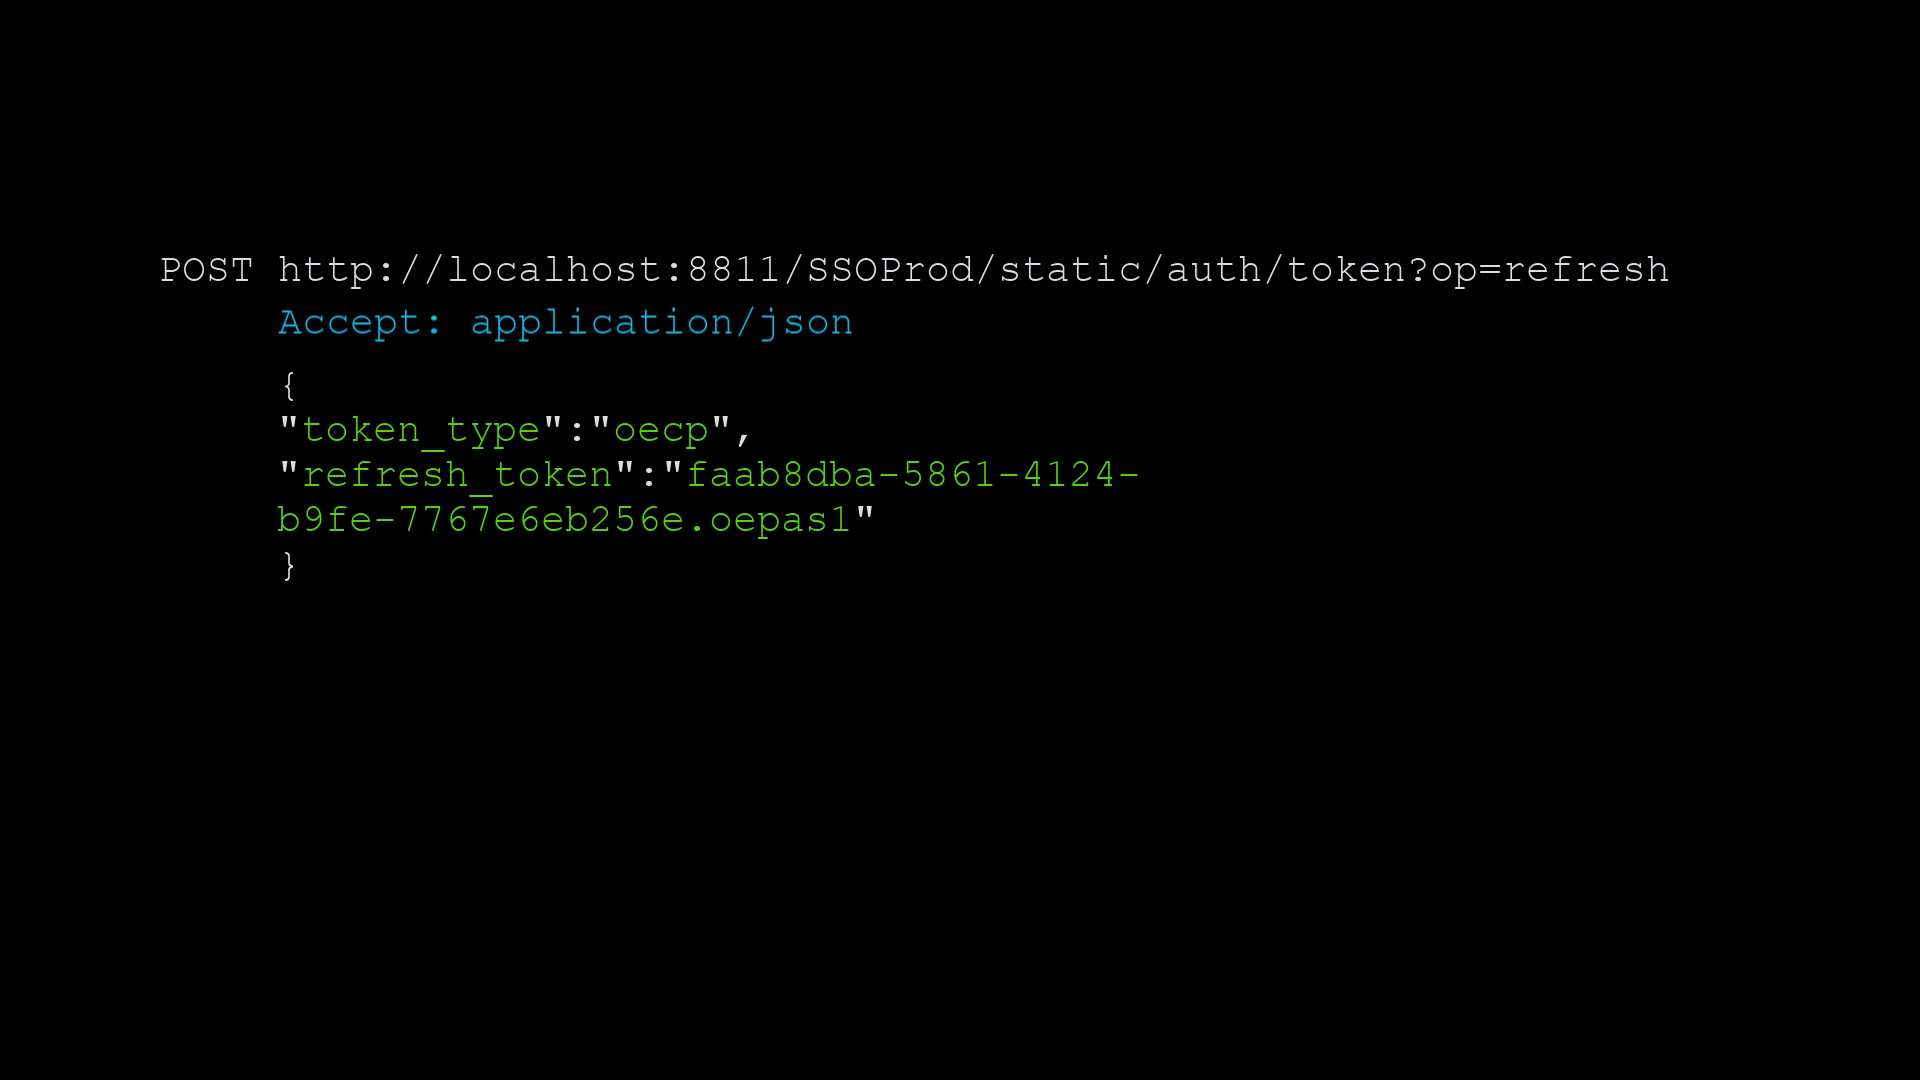 POST http://localhost:8811/SSOProd/static/auth/token?op=refresh
Accept: application/json
{
"token_type":"oecp",
"refresh_token":"faab8dba-5861-4124-
b9fe-7767e6eb256e.oepas1"
}